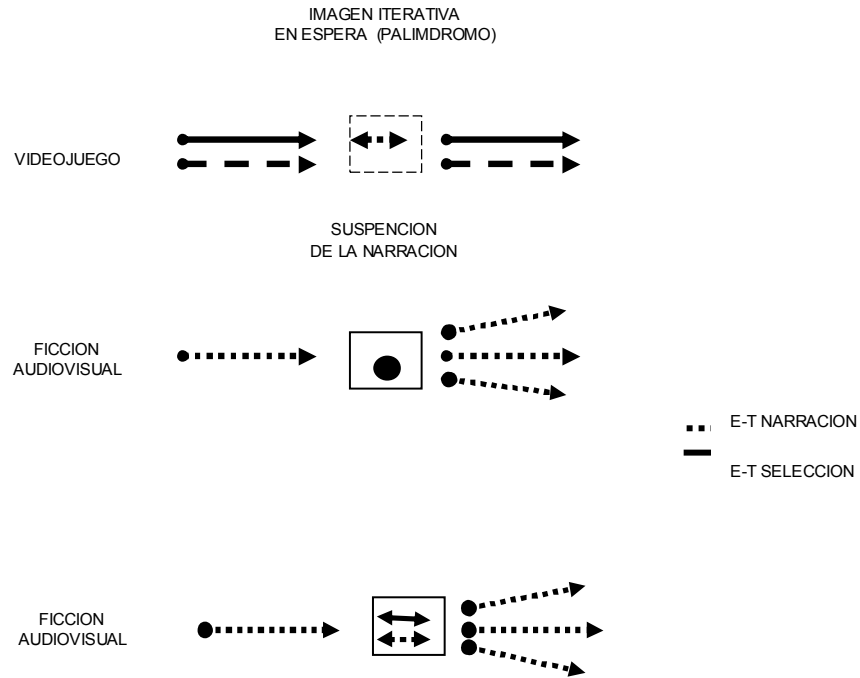 IMAGEN ITERATIVA
EN ESPERA (PALIMDROMO)
VIDEOJUEGO
SUSPENCION
DE LA NARRACION
FICCION
AUDIOVISUAL
E-T NARRACION
E-T SELECCION
FICCION
AUDIOVISUAL